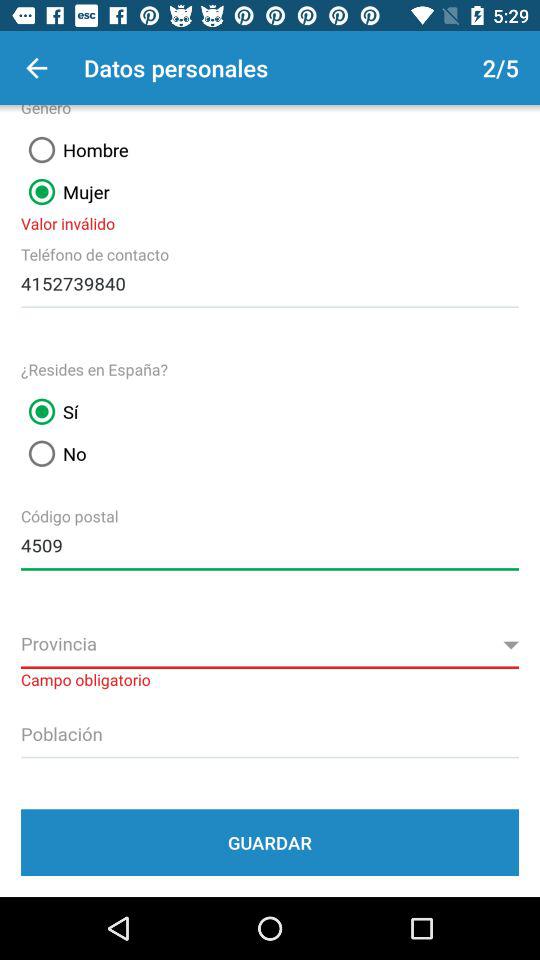 esc
5:29
Datos personales 2/5
Género
Hombre
Mujer
Valor inválido
Teléfono de contacto
4152739840
¿Resides en España?
Sí
No
Código postal
4509
Provincia
Campo obligatorio
Población
GUARDAR